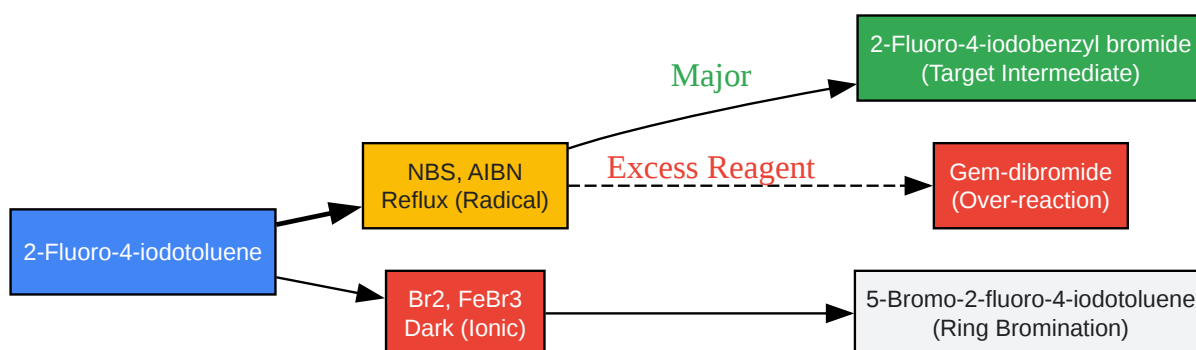 2-Fluoro-4-iodotoluene
NBS, AIBN
Reflux (Radical)
Br2, FeBr3
Dark (Ionic)
Major
Excess Reagent
2-Fluoro-4-iodobenzyl bromide
(Target Intermediate)
Gem-dibromide
(Over-reaction)
5-Bromo-2-fluoro-4-iodotoluene
(Ring Bromination)